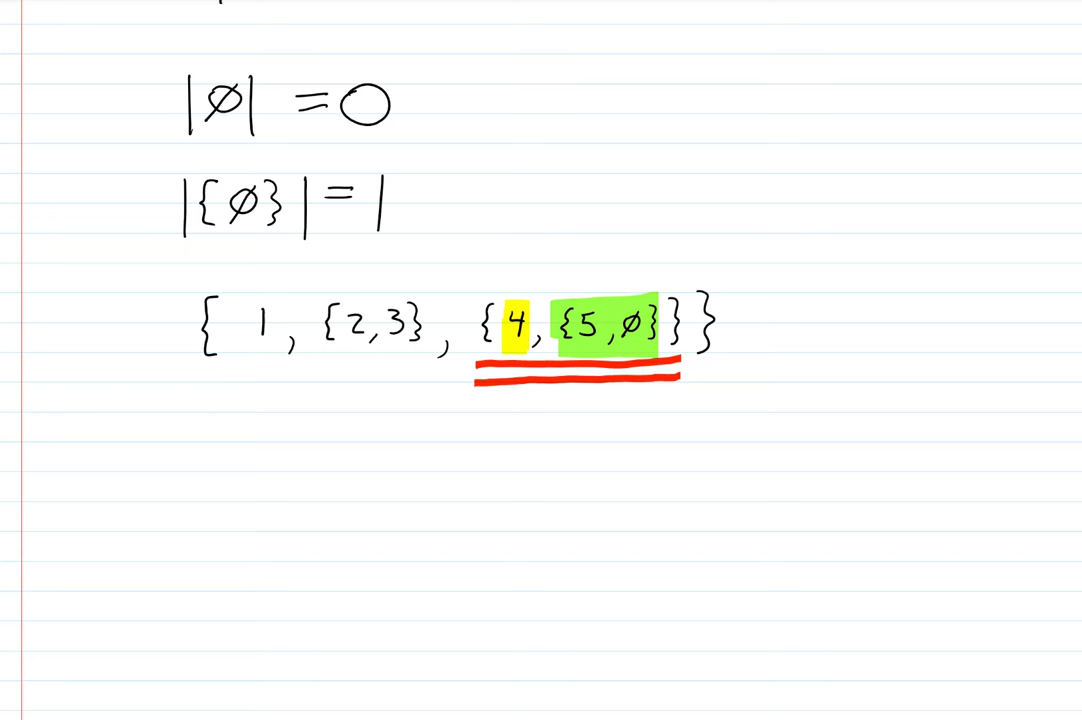 |∅| = 0
|{∅}| = 1
{ 1, {2,3}, {4, {5,∅}}}